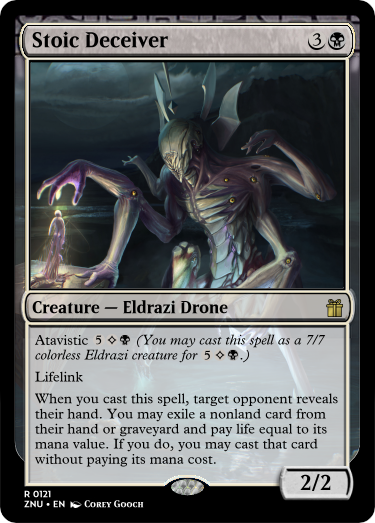 Stoic Deceiver 3
Creature — Eldrazi Drone
Atavistic 5 (You may cast this spell as a 7/7
colorless Eldrazi creature for 5 .)
Lifelink
When you cast this spell, target opponent reveals
their hand. You may exile a nonland card from
their hand or graveyard and pay life equal to its
mana value. If you do, you may cast that card
without paying its mana cost.
2/2
R 0121
ZNU • EN Corey Gooch